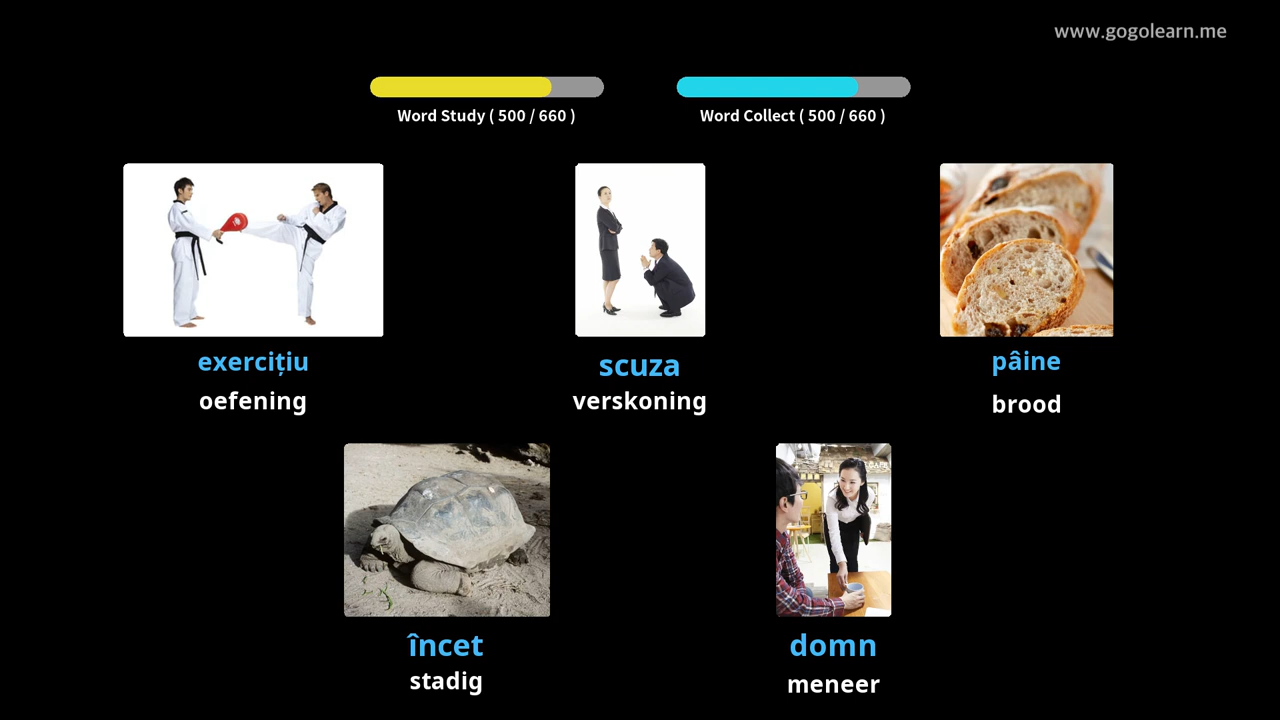 www.gogolearn.me
Word Study ( 500 / 660 )
Word Collect ( 500 / 660 )
exercițiu
scuza
pâine
oefening
verskoning
brood
încet
domn
stadig
meneer